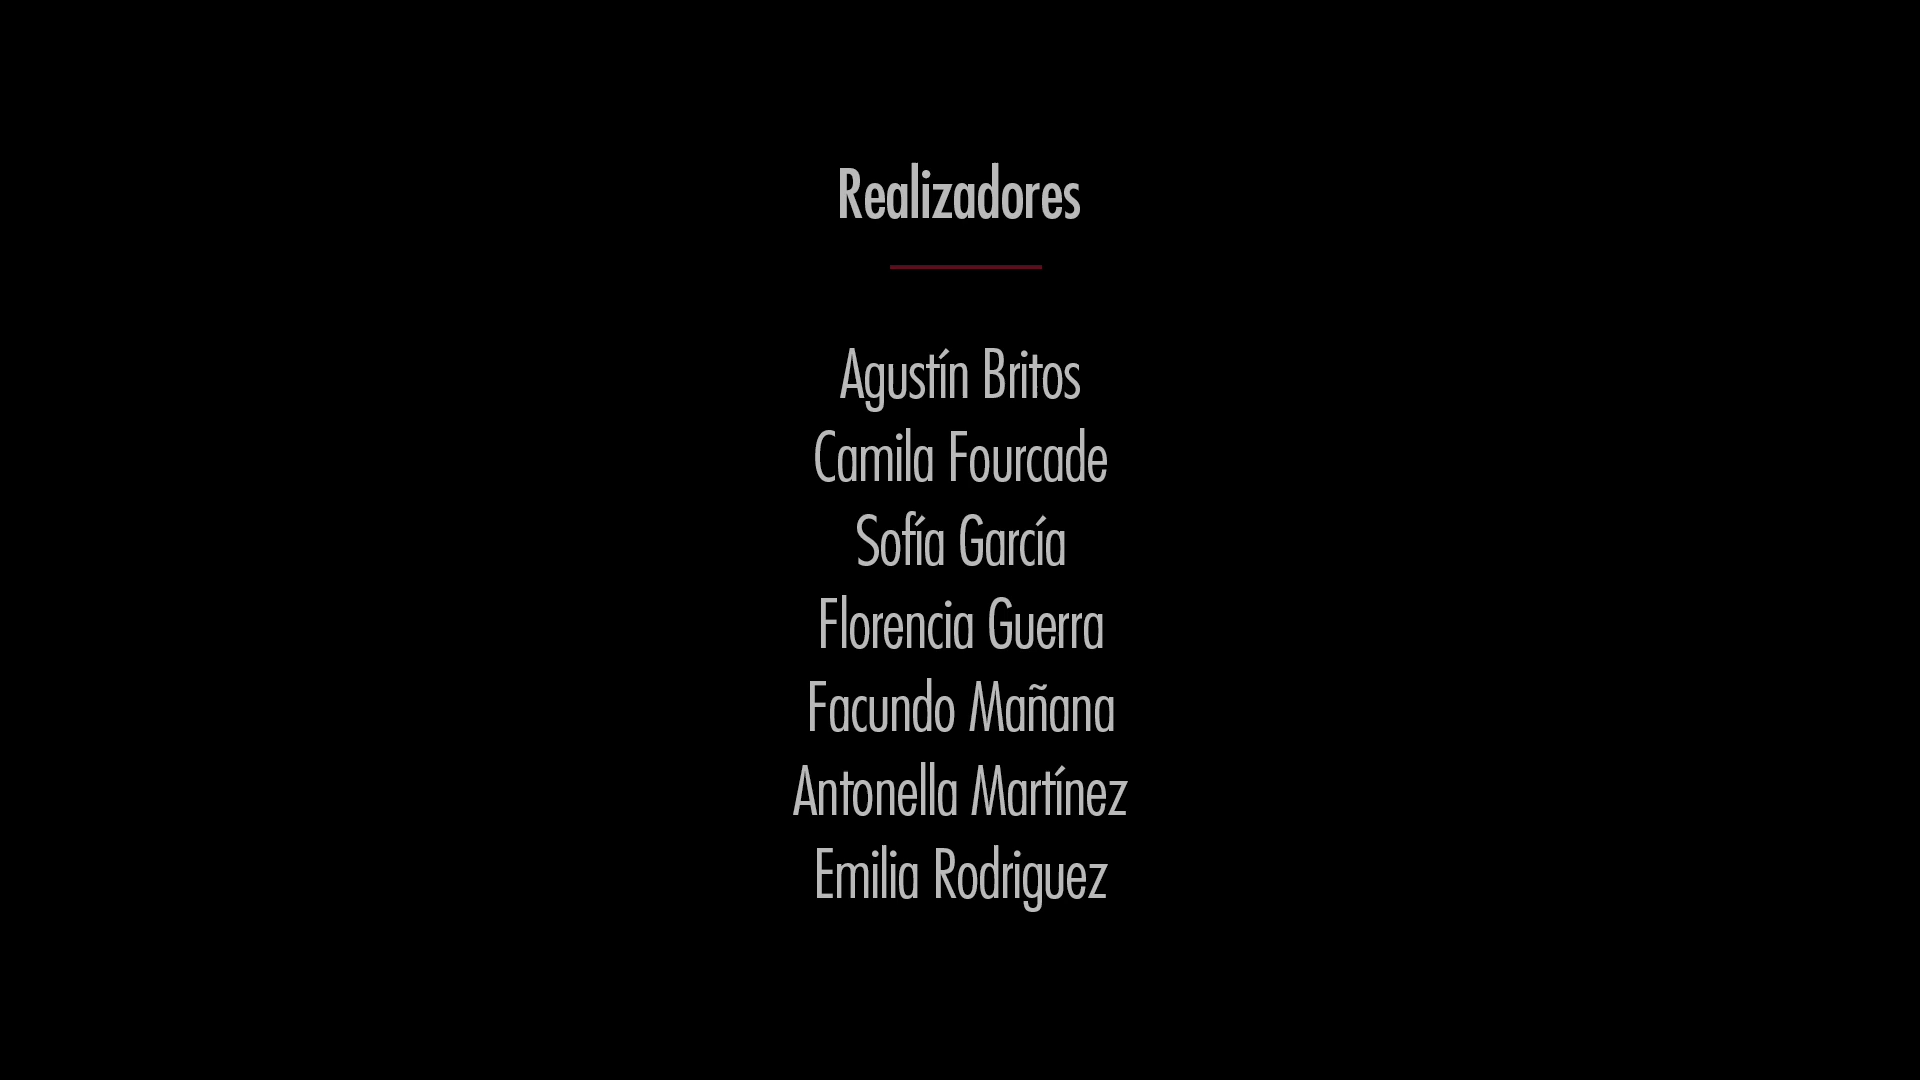 Realizadores
Agustín Britos
Camila Fourcade
Sofía García
Florencia Guerra
Facundo Mañana
Antonella Martínez
Emilia Rodriguez